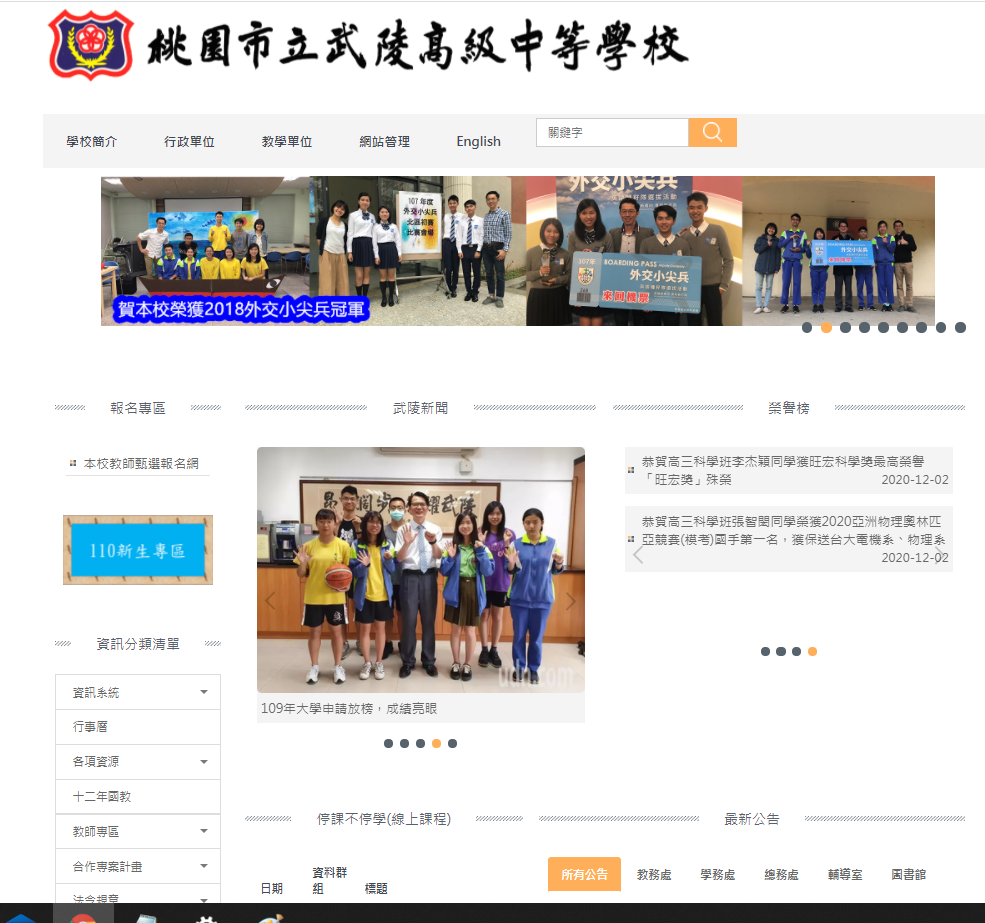 桃園市立武陵高級中等學校
學校簡介
行政單位
教學單位
網站管理
English
關鍵字
賀本校榮獲2018外交小尖兵冠軍
107 年度
外交小尖兵
北區初賽
比賽會場
外交小尖兵
107年
BOARDING PASS
外交小尖兵
來回機票
BOARDING PASS
外交小尖兵
來回機票
報名專區
本校教師甄選報名網
110新生專區
資訊分類清單
資訊系統
行事曆
各項資源
十二年國教
教師專區
合作專案計畫
法令規章
武陵新聞
udn.com
109年大學申請放榜，成績亮眼
榮譽榜
恭賀高三科學班李杰穎同學獲旺宏科學獎最高榮譽
「旺宏獎」殊榮
2020-12-02
恭賀高三科學班張智閔同學榮獲2020亞洲物理奧林匹
亞競賽(模考)國手第一名，獲保送台大電機系、物理系
2020-12-02
停課不停學(線上課程)
日期
資料群
組
標題
最新公告
所有公告
教務處
學務處
總務處
輔導室
圖書館